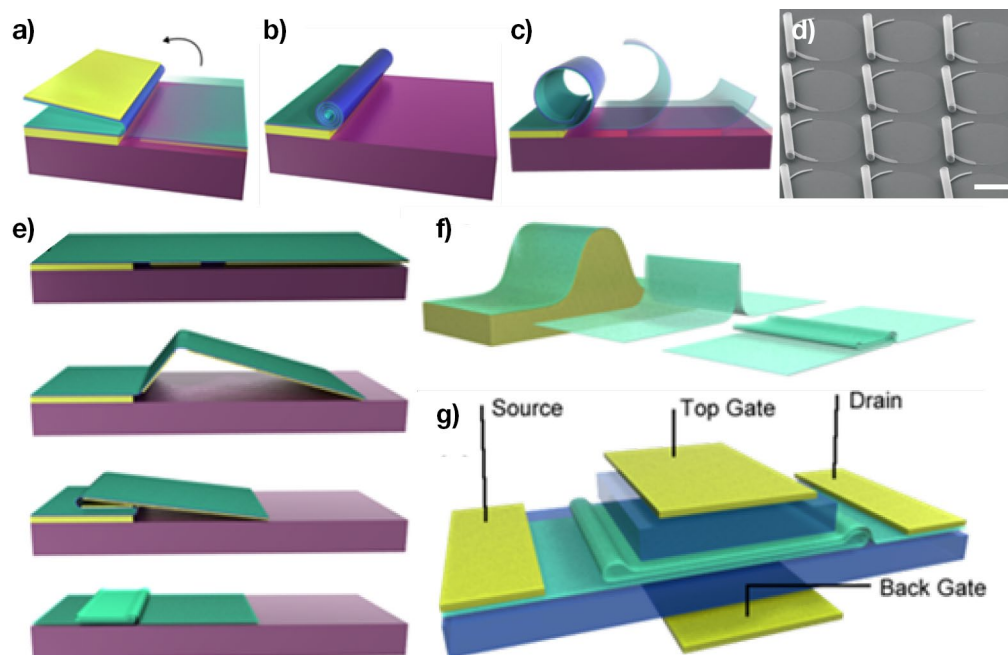 a)
b)
c)
d)
e)
f)
g)
Source
Top Gate
Drain
Back Gate